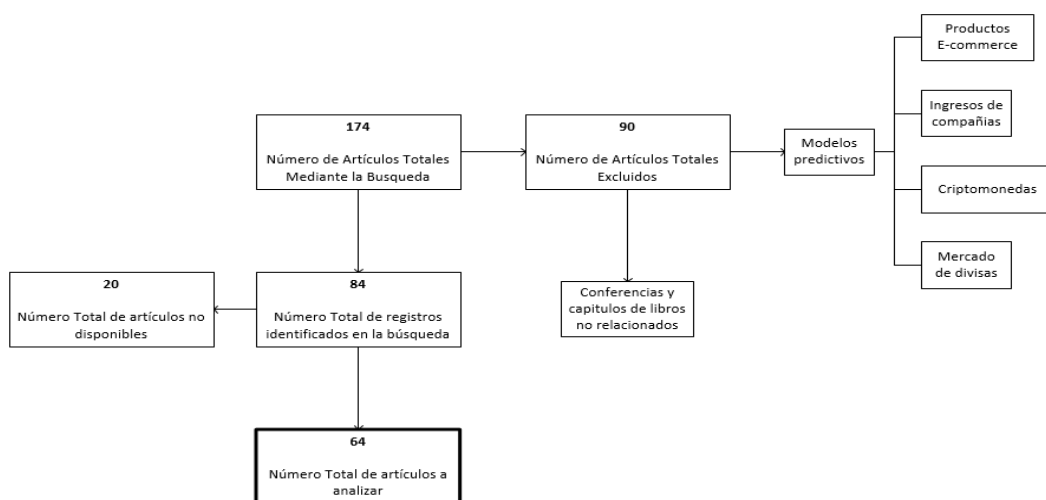 Productos
E-commerce
174
Número de Artículos Totales
Mediante la Busqueda
90
Número de Artículos Totales
Excluidos
Modelos
predictivos
Ingresos de
compañias
Criptomonedas
Mercado
de divisas
20
Número Total de artículos no
disponibles
84
Número Total de registros
identificados en la búsqueda
Conferencias y
capitulos de libros
no relacionados
64
Número Total de artículos a
analizar